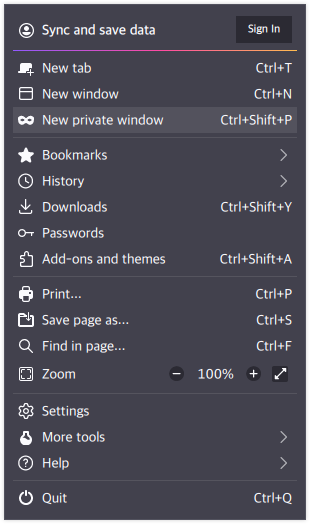 Sync and save data Sign In
New tab Ctrl+T
New window Ctrl+N
New private window Ctrl+Shift+P
Bookmarks
History
Downloads Ctrl+Shift+Y
Passwords
Add-ons and themes Ctrl+Shift+A
Print... Ctrl+P
Save page as... Ctrl+S
Find in page... Ctrl+F
Zoom 100%
Settings
More tools
Help
Quit Ctrl+Q